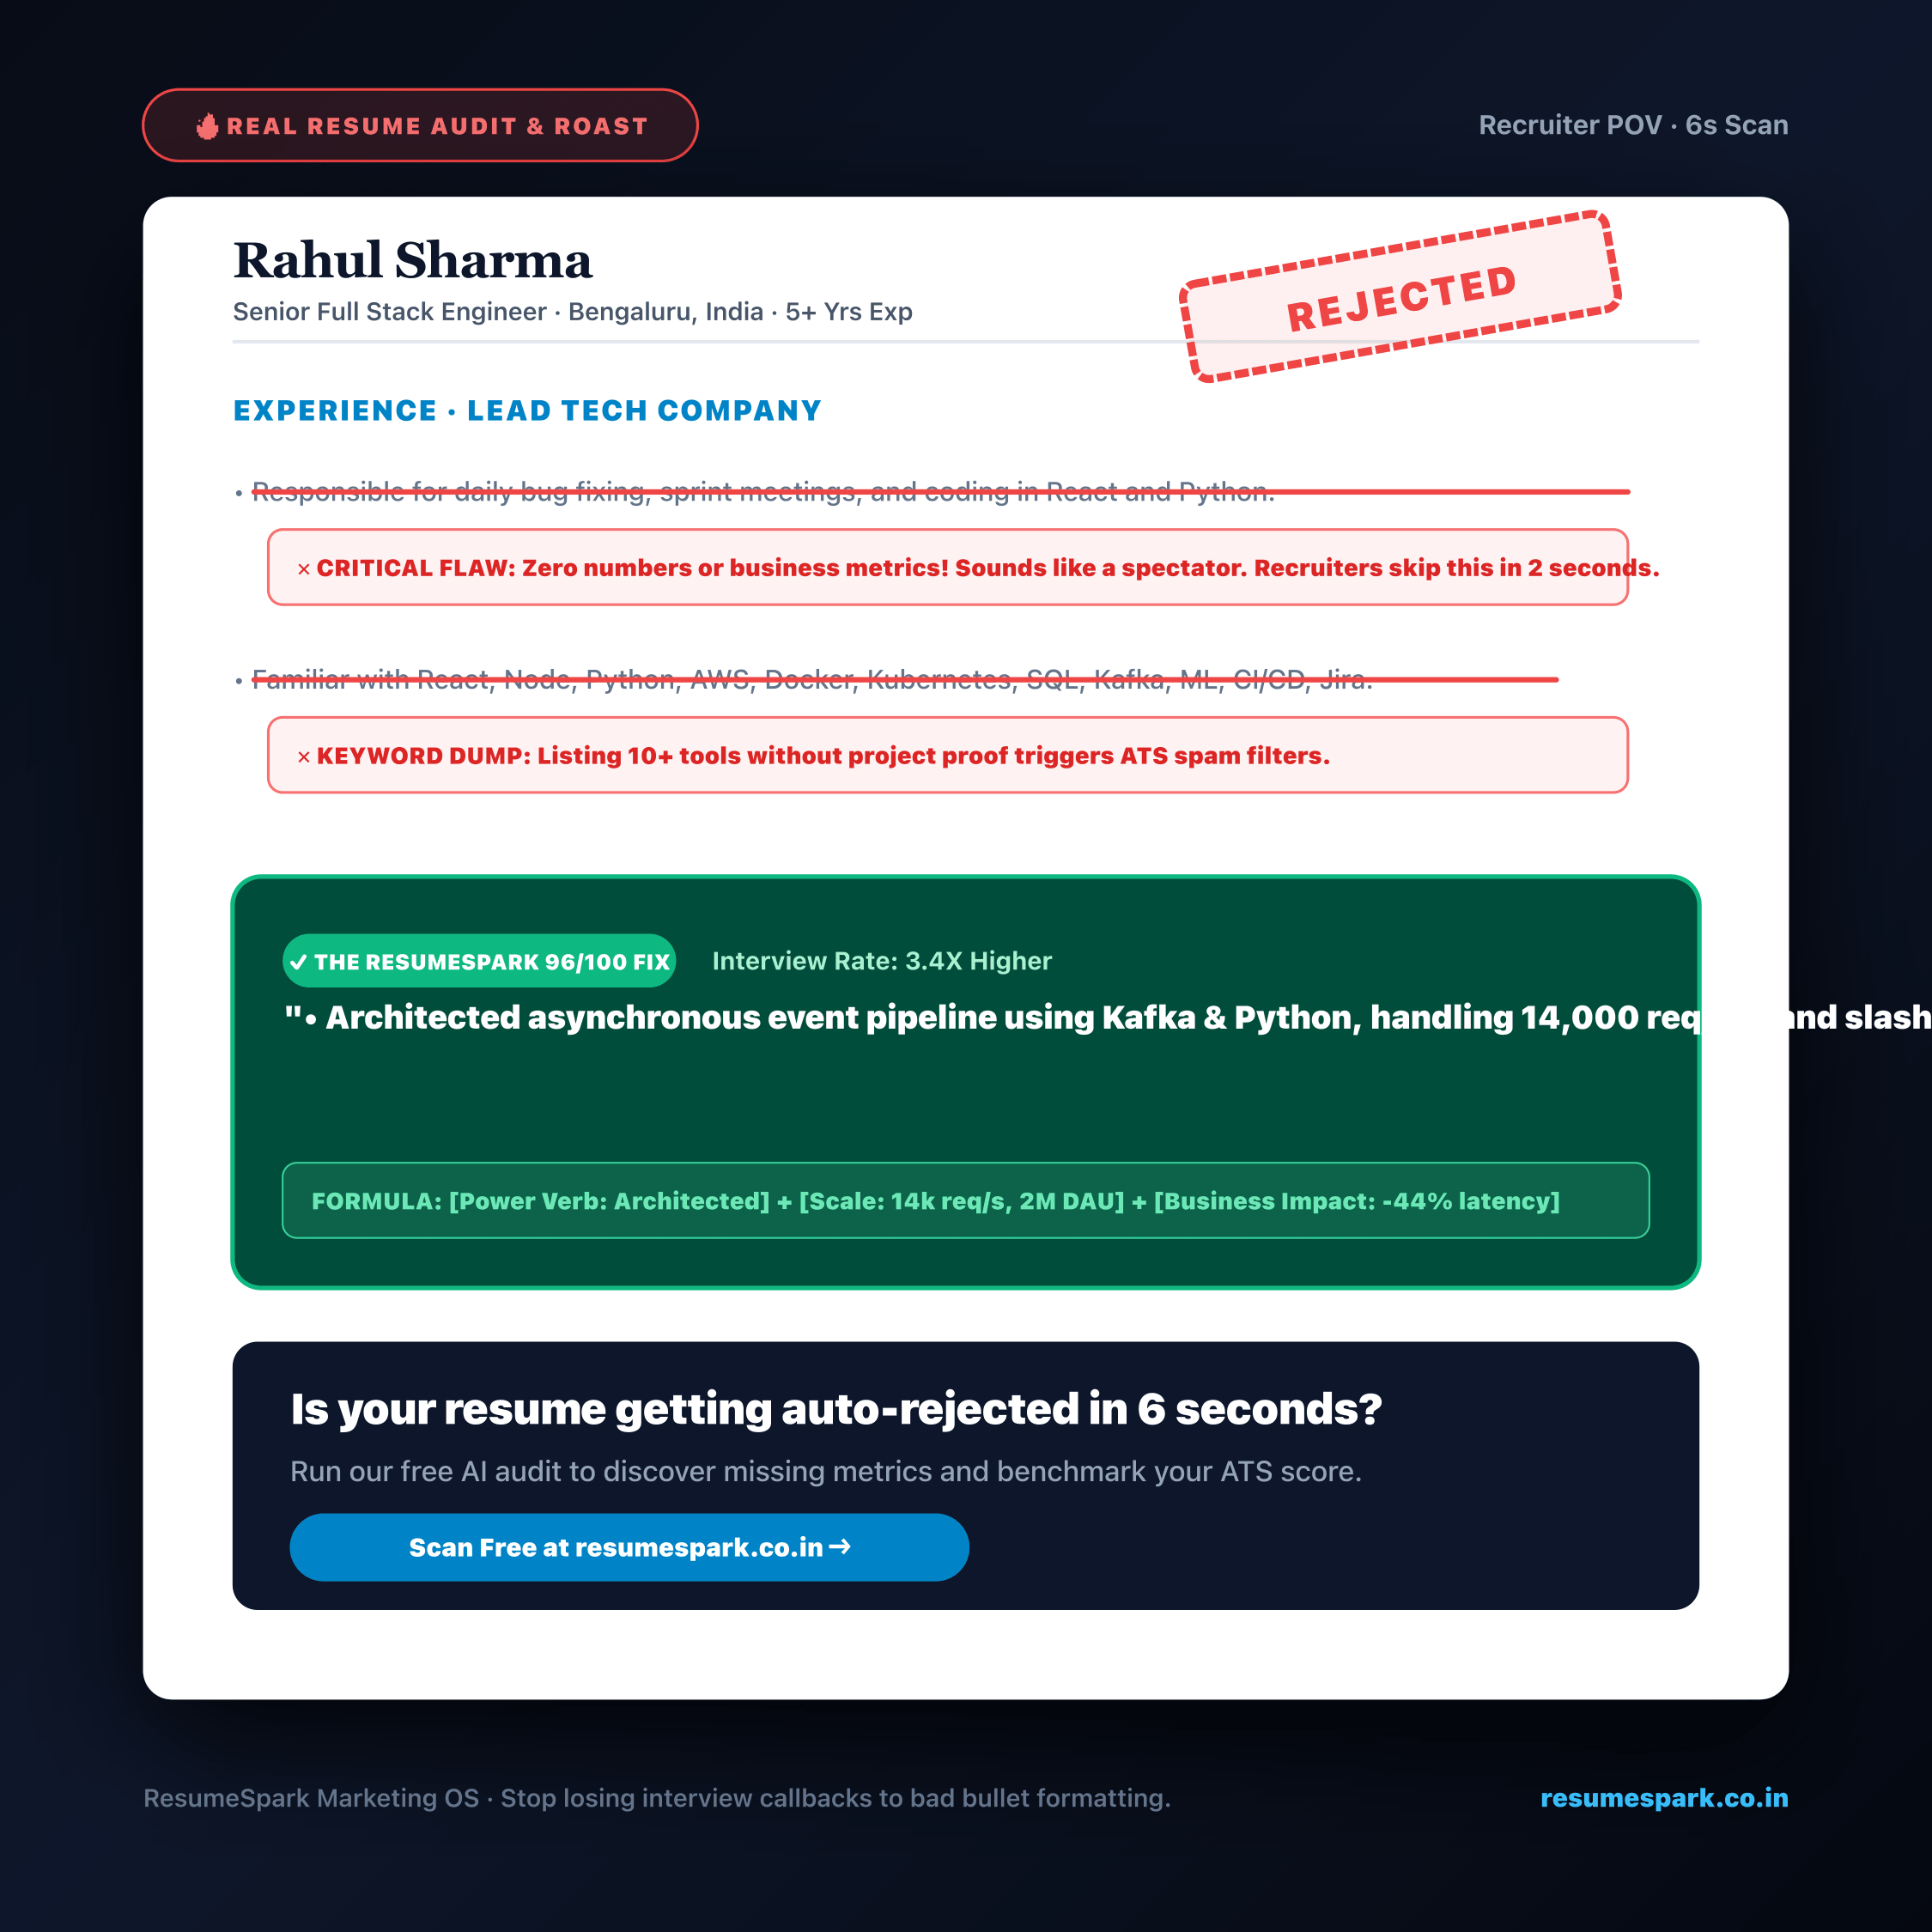 REAL RESUME AUDIT & ROAST
Recruiter POV · 6s Scan
Rahul Sharma
Senior Full Stack Engineer · Bengaluru, India · 5+ Yrs Exp
REJECTED
EXPERIENCE · LEAD TECH COMPANY
• Responsible for daily bug fixing, sprint meetings, and coding in React and Python.
× CRITICAL FLAW: Zero numbers or business metrics! Sounds like a spectator. Recruiters skip this in 2 seconds.
• Familiar with React, Node, Python, AWS, Docker, Kubernetes, SQL, Kafka, ML, CI/CD, Jira.
× KEYWORD DUMP: Listing 10+ tools without project proof triggers ATS spam filters.
✓ THE RESUMESPARK 96/100 FIX
Interview Rate: 3.4X Higher
"• Architected asynchronous event pipeline using Kafka & Python, handling 14,000 req and slash
FORMULA: [Power Verb: Architected] + [Scale: 14k req/s, 2M DAU] + [Business Impact: -44% latency]
Is your resume getting auto-rejected in 6 seconds?
Run our free AI audit to discover missing metrics and benchmark your ATS score.
Scan Free at resumespark.co.in →
ResumeSpark Marketing OS · Stop losing interview callbacks to bad bullet formatting.
resumespark.co.in